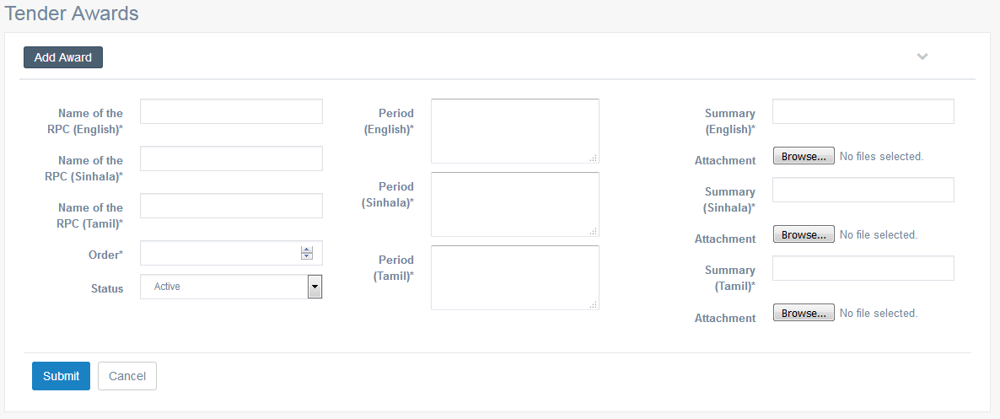 Tender Awards
Add Award
Name of the
RPC (English)*
Name of the
RPC (Sinhala)*
Name of the
RPC (Tamil)*
Order*
Status
Active
Period
(English)*
Period
(Sinhala)*
Period
(Tamil)*
Summary
(English)*
Attachment
Browse... No files selected.
Summary
(Sinhala)*
Attachment
Browse... No file selected.
Summary
(Tamil)*
Attachment
Browse... No file selected.
Submit
Cancel